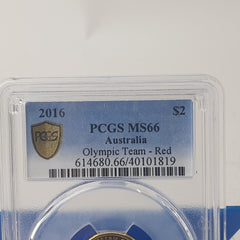 2016 $2
PCGS MS66
Australia
Olympic Team - Red
614680.66/40101819
PCGS